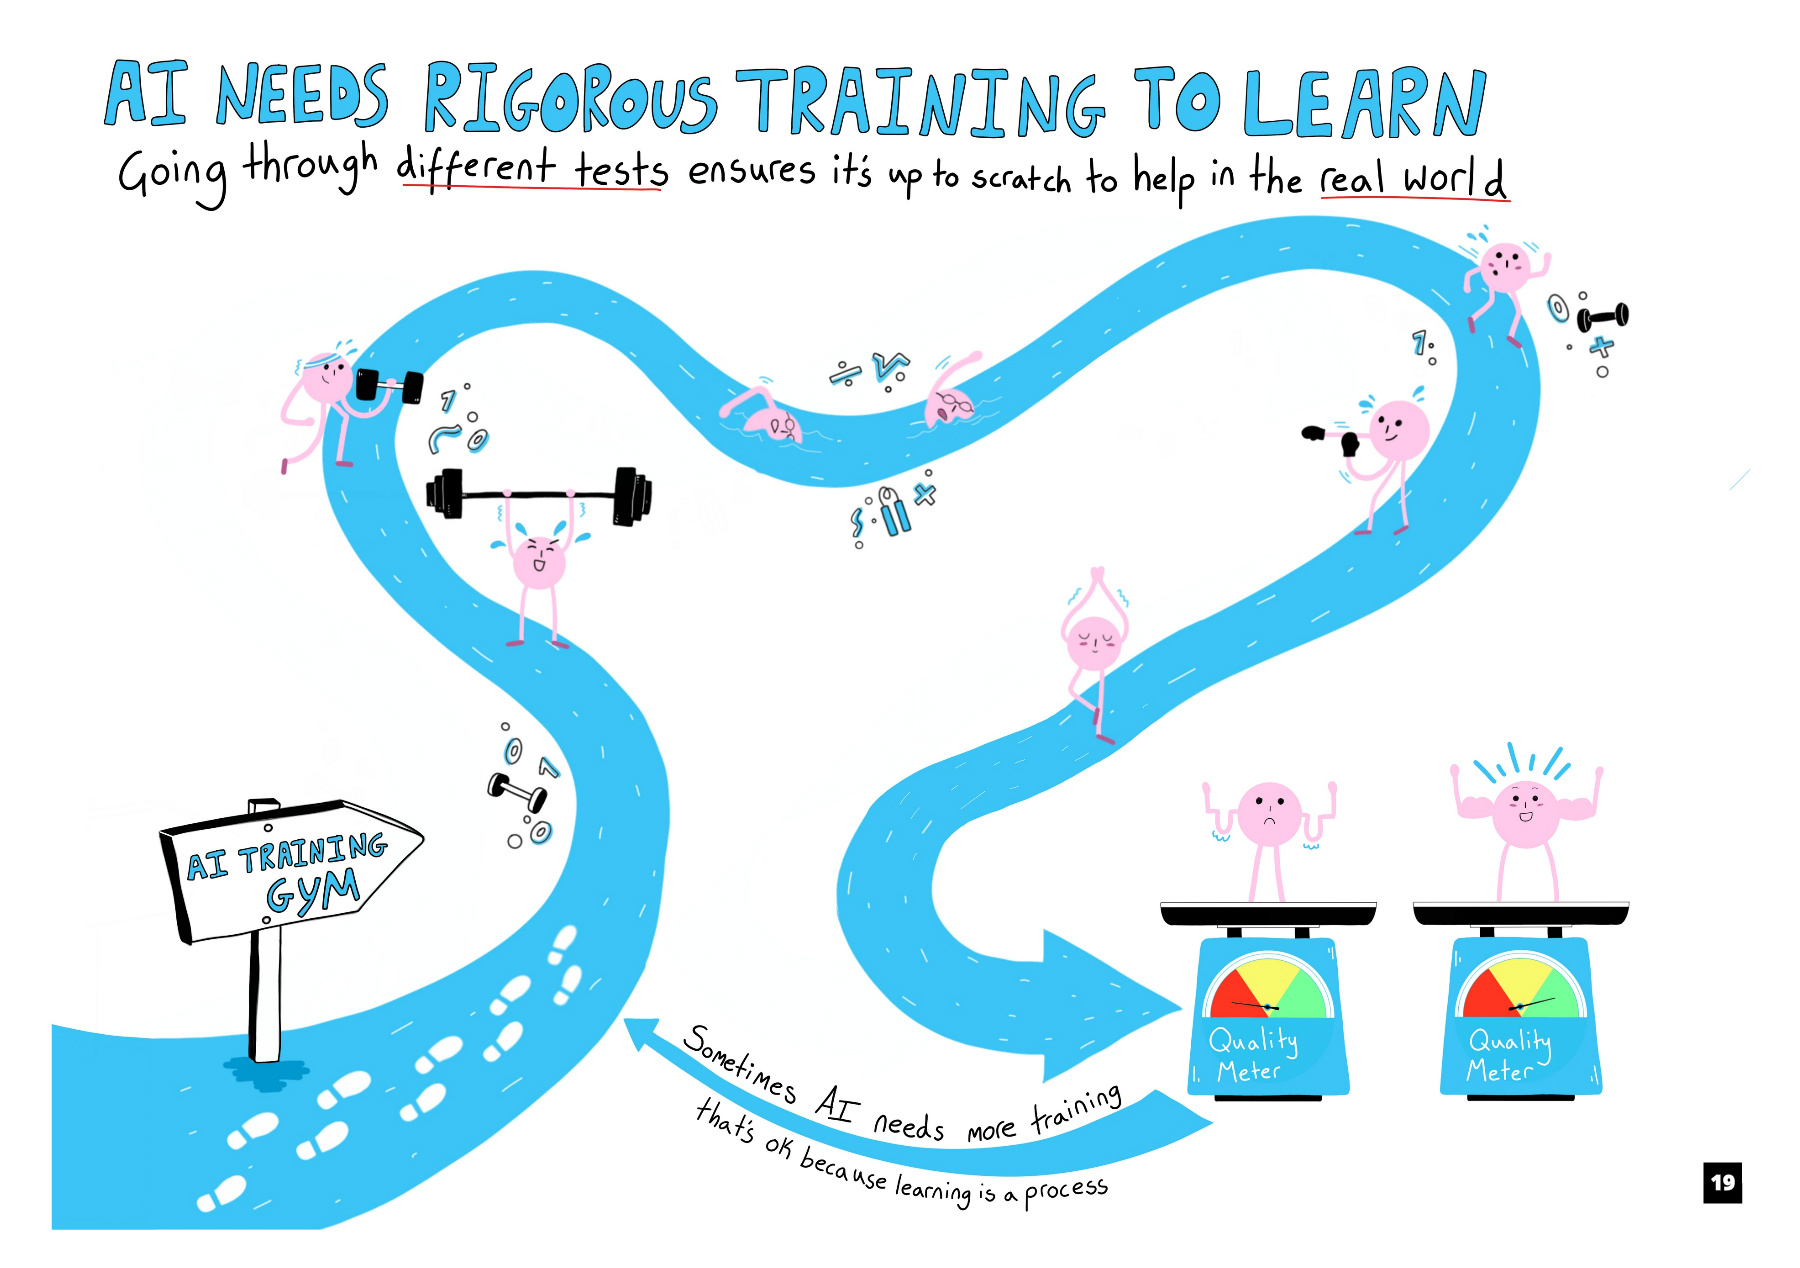 AI NEEDS RIGOROUS TRAINING TO LEARN
Going through different tests ensures it's up to scratch to help in the real world
AI TRAINING
GYM
Quality
Meter
Quality
Meter
Sometimes AI needs more training
that's ok because learning is a process
19